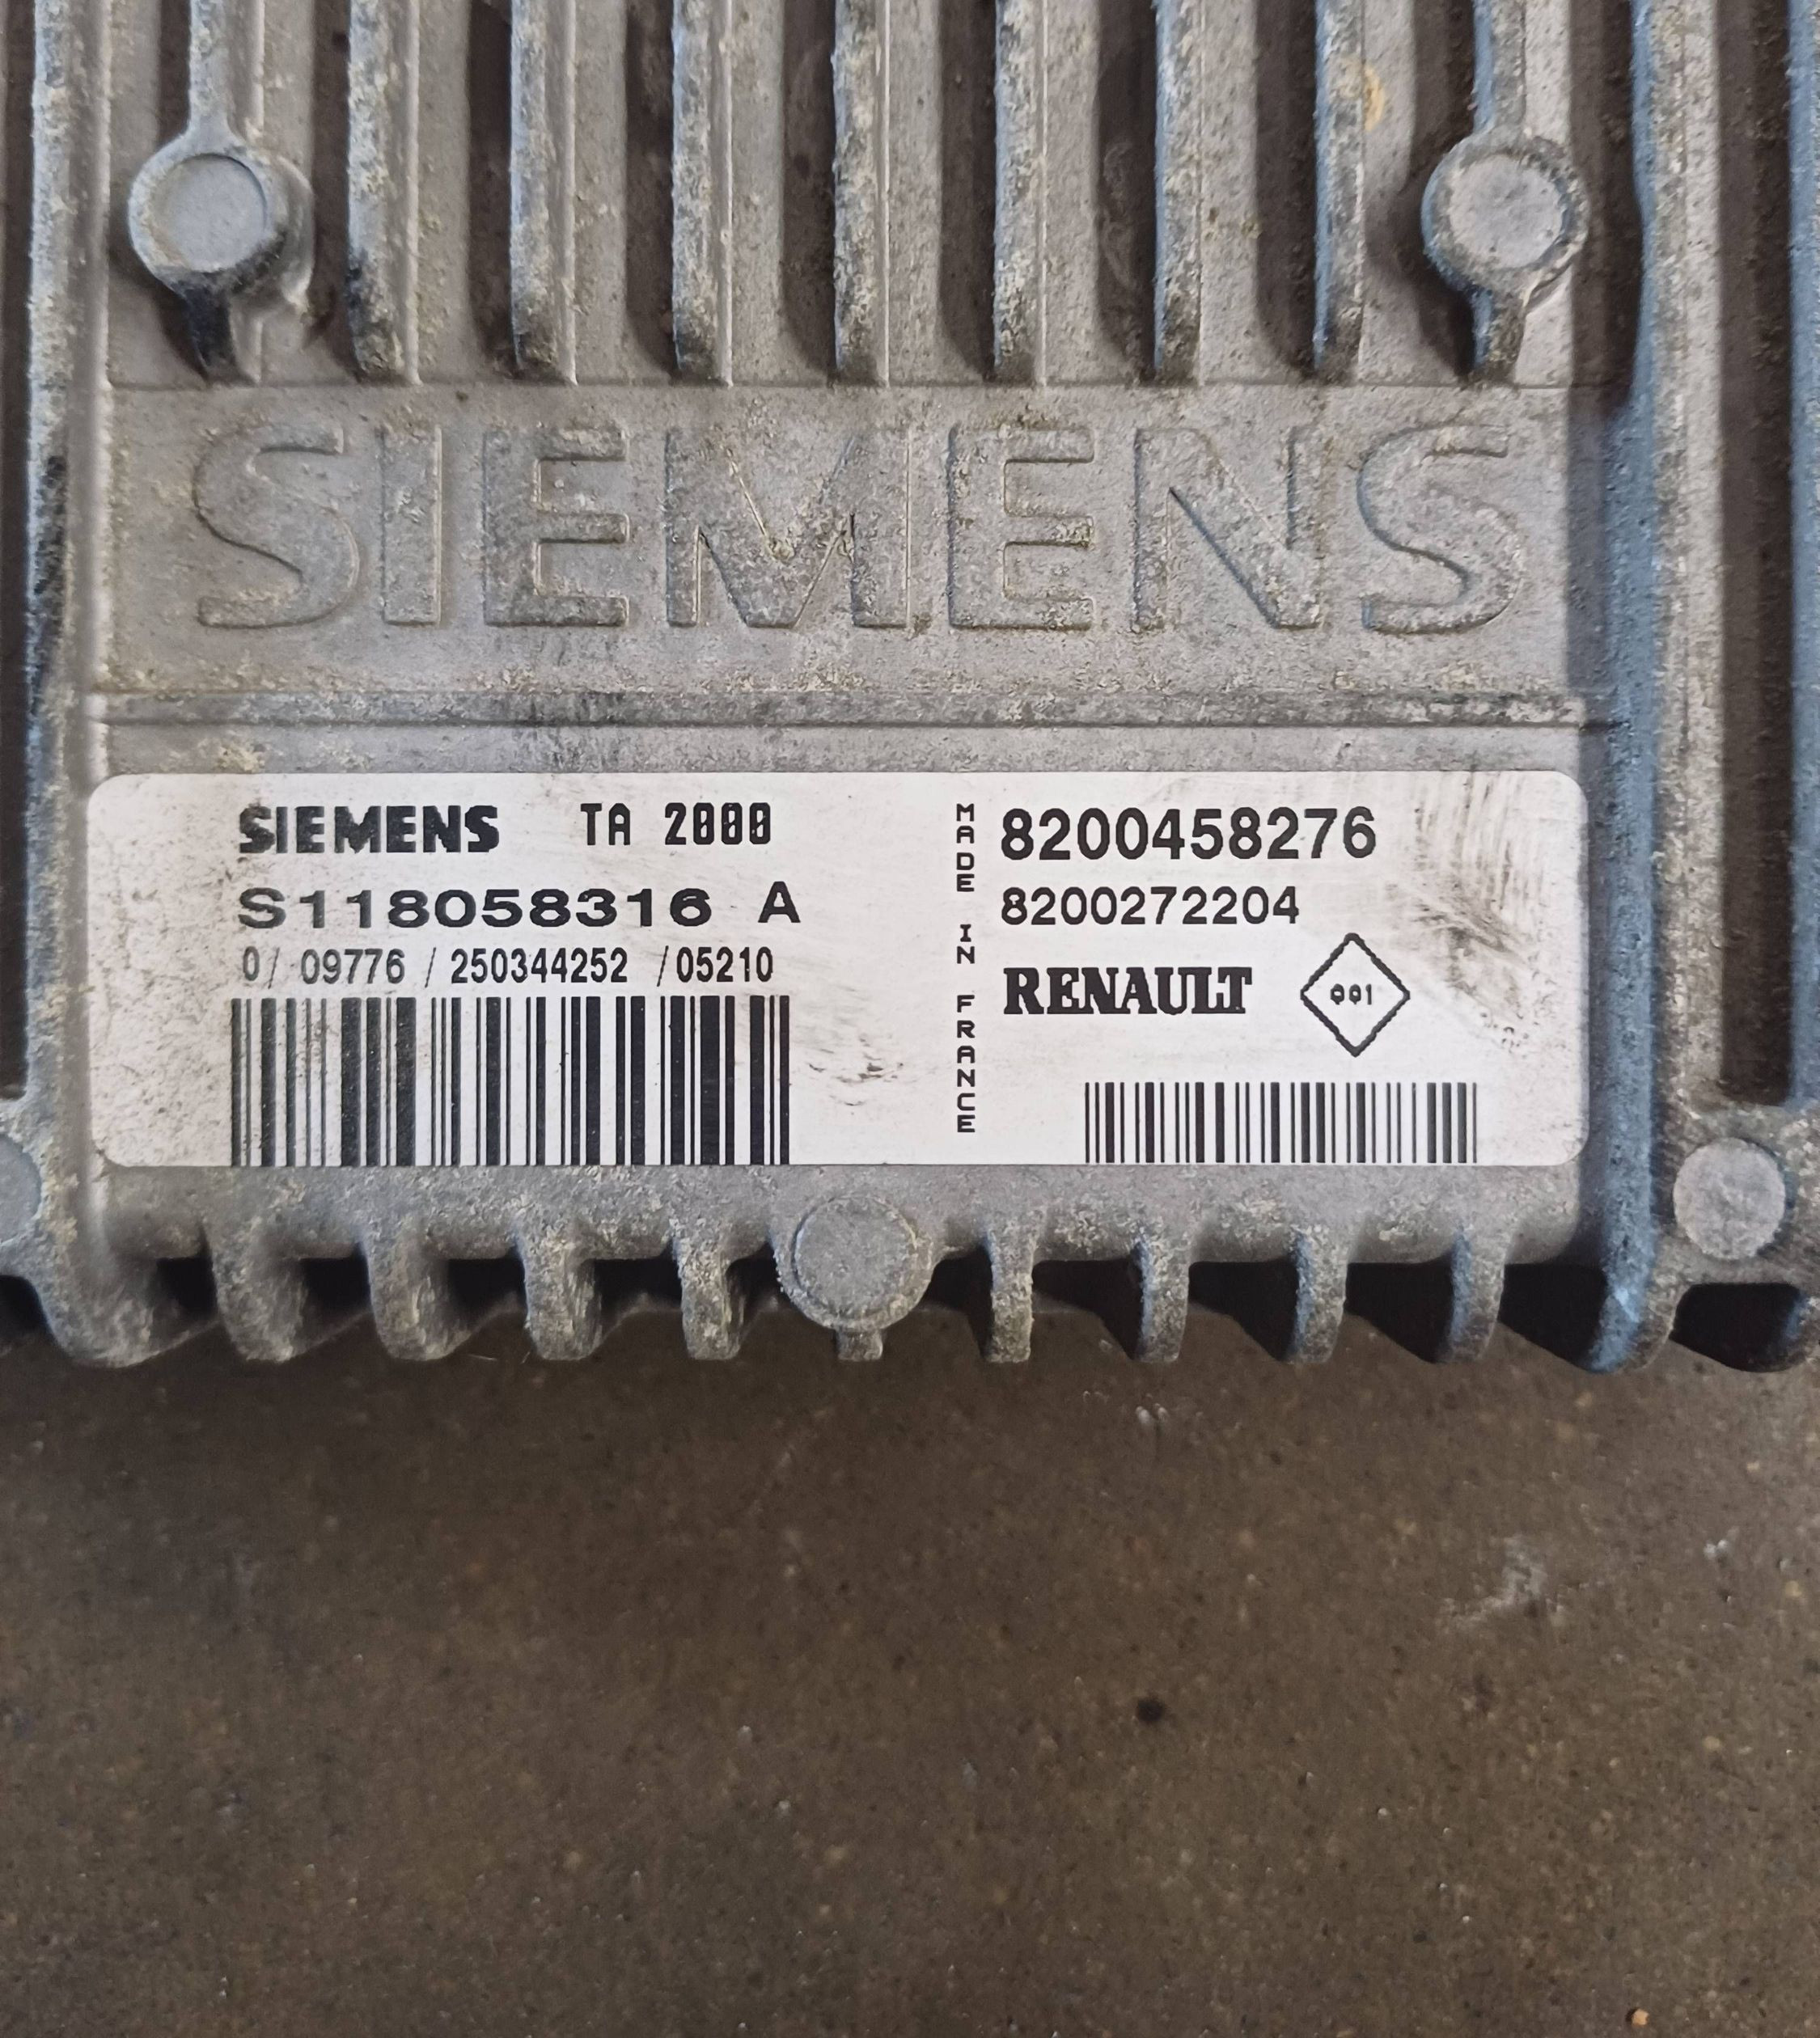 SIEMENS
SIEMENS TA 2000
S118058316 A
0/ 09776 / 250344252 /05210
MADE IN FRANCE
8200458276
8200272204
RENAULT 001